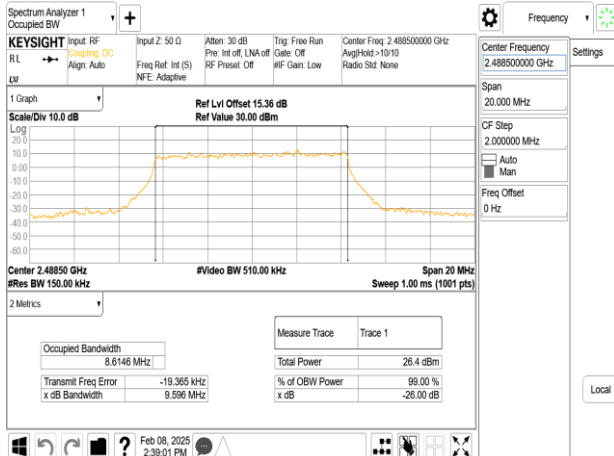 Spectrum Analyzer 1
Occupied BW
Frequency
KEYSIGHT
RL
LXI
Input: RF
Coupling: DC
Align: Auto
Input Z: 50 Ω
Freq Ref: Int (S)
NFE: Adaptive
Atten: 30 dB
Pre: Int off, LNA off
RF Presel: Off
Trig: Free Run
Gate: Off
#IF Gain: Low
Center Freq: 2.488500000 GHz
Avg|Hold:>10/10
Radio Std: None
Center Frequency
2.488500000 GHz
Settings
Span
20.000 MHz
CF Step
2.000000 MHz
Auto
Man
Freq Offset
0 Hz
Local
1 Graph
Scale/Div 10.0 dB
Ref Lvl Offset 15.36 dB
Ref Value 30.00 dBm
Log
20.0
10.0
0.00
-10.0
-20.0
-30.0
-40.0
-50.0
-60.0
Center 2.48850 GHz
#Res BW 150.00 kHz
#Video BW 510.00 kHz
Span 20 MHz
Sweep 1.00 ms (1001 pts)
2 Metrics
Occupied Bandwidth
8.6146 MHz
Transmit Freq Error -19.365 kHz
x dB Bandwidth 9.596 MHz
Measure Trace Trace 1
Total Power 26.4 dBm
% of OBW Power 99.00 %
x dB -26.00 dB
Feb 08, 2025
2:39:01 PM